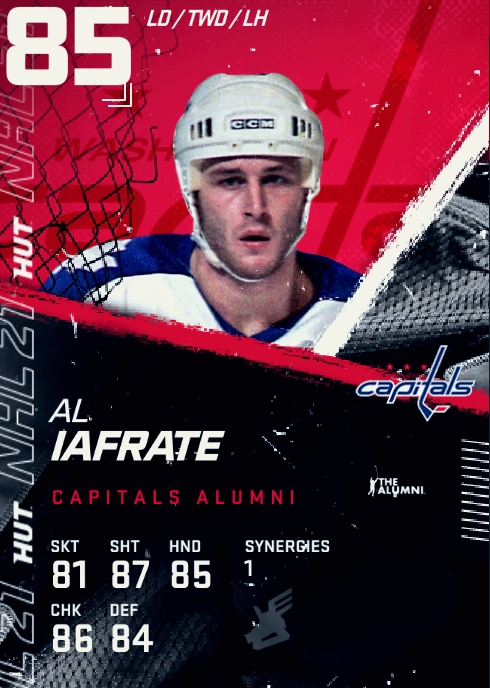 85
LD / TWD / LH
CCM
WASH
NHL 21 HUT
NHL 21 HUT
capitals
AL
IAFRATE
CAPITALS ALUMNI
THE
ALUMNI
SKT SHT HND SYNERGIES
81 87 85 1
CHK DEF
86 84